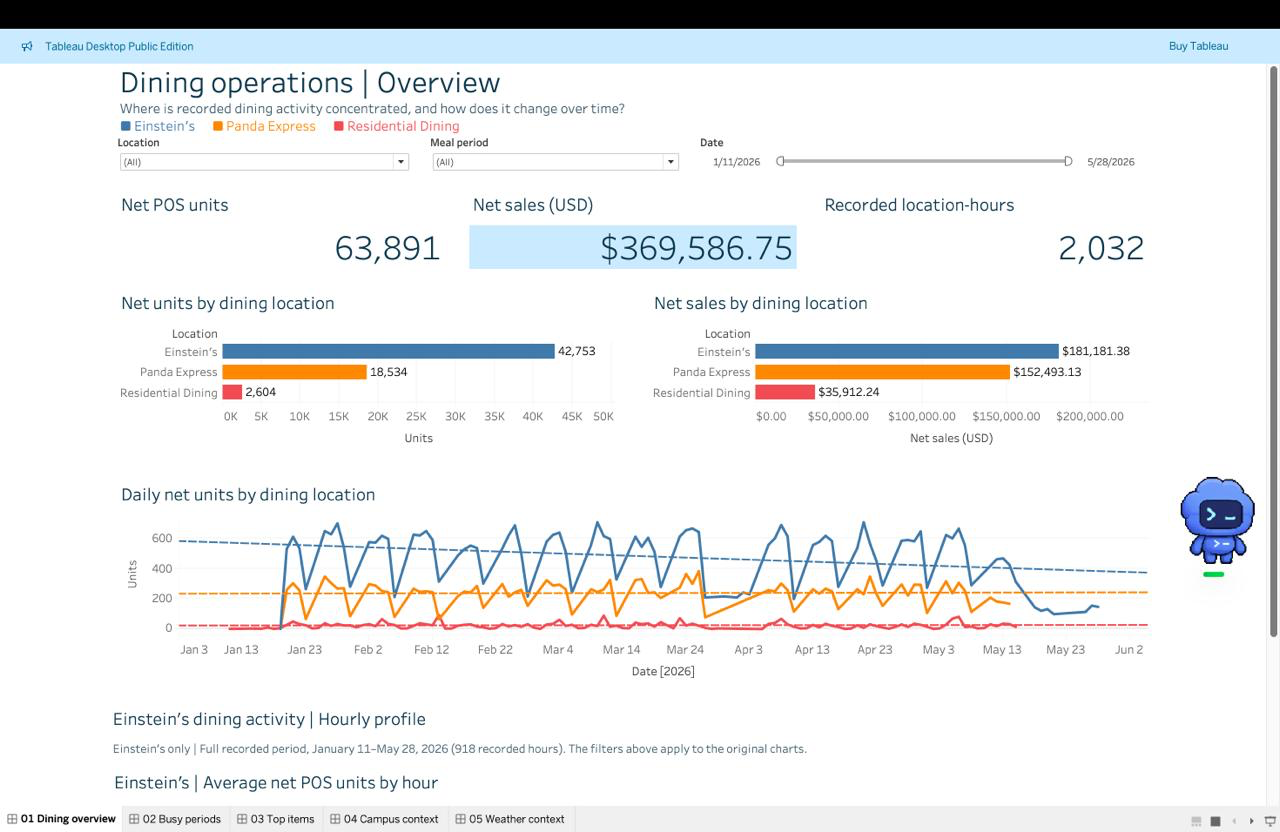 Tableau Desktop Public Edition
Buy Tableau
Dining operations | Overview
Where is recorded dining activity concentrated, and how does it change over time?
Einstein's Panda Express Residential Dining
Location Meal period Date
(All) (All) 1/11/2026 5/28/2026
Net POS units Net sales (USD) Recorded location-hours
63,891 $369,586.75 2,032
Net units by dining location
Location
Einstein's 42,753
Panda Express 18,534
Residential Dining 2,604
0K 5K 10K 15K 20K 25K 30K 35K 40K 45K 50K
Units
Net sales by dining location
Location
Einstein's $181,181.38
Panda Express $152,493.13
Residential Dining $35,912.24
$0.00 $50,000.00 $100,000.00 $150,000.00 $200,000.00
Net sales (USD)
Daily net units by dining location
Units
600
400
200
0
Jan 3 Jan 13 Jan 23 Feb 2 Feb 12 Feb 22 Mar 4 Mar 14 Mar 24 Apr 3 Apr 13 Apr 23 May 3 May 13 May 23 Jun 2
Date [2026]
Einstein's dining activity | Hourly profile
Einstein's only | Full recorded period, January 11–May 28, 2026 (918 recorded hours). The filters above apply to the original charts.
Einstein's | Average net POS units by hour
01 Dining overview 02 Busy periods 03 Top items 04 Campus context 05 Weather context